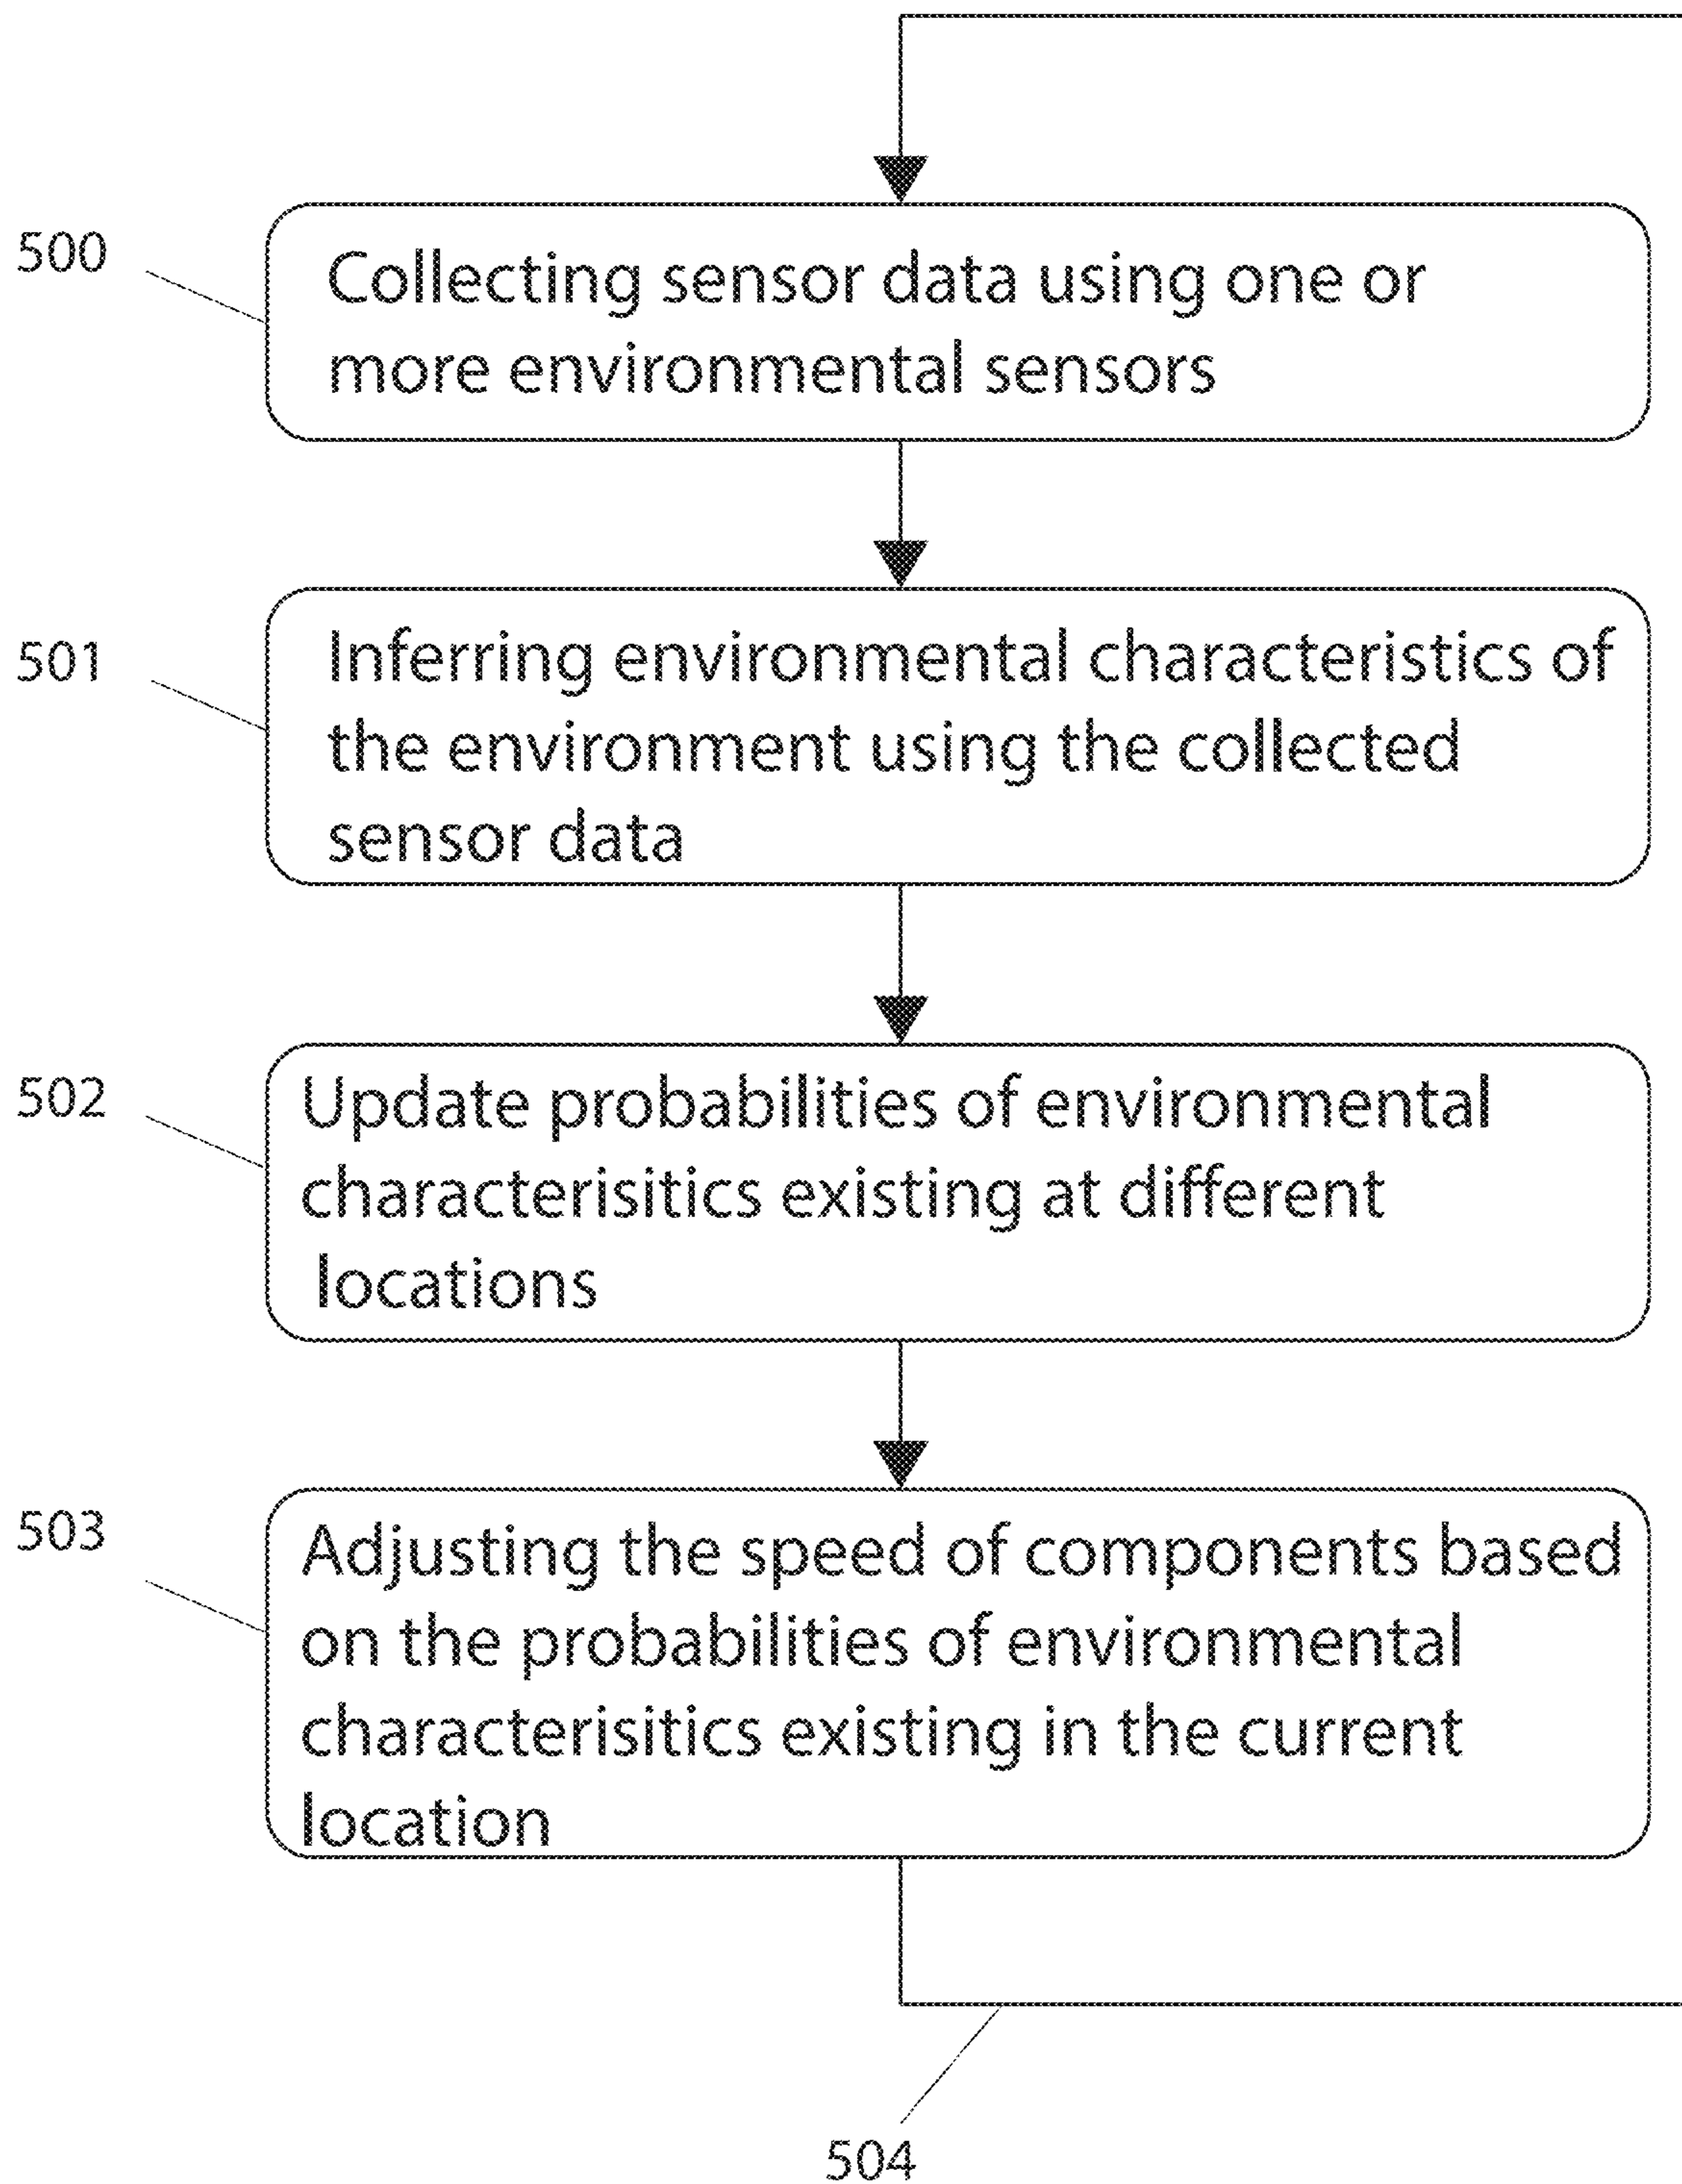 500
Collecting sensor data using one or
more environmental sensors
501
Inferring environmental characteristics of
the environment using the collected
sensor data
502
Update probabilities of environmental
characterisitics existing at different
locations
503
Adjusting the speed of components based
on the probabilities of environmental
characterisitics existing in the current
location
504